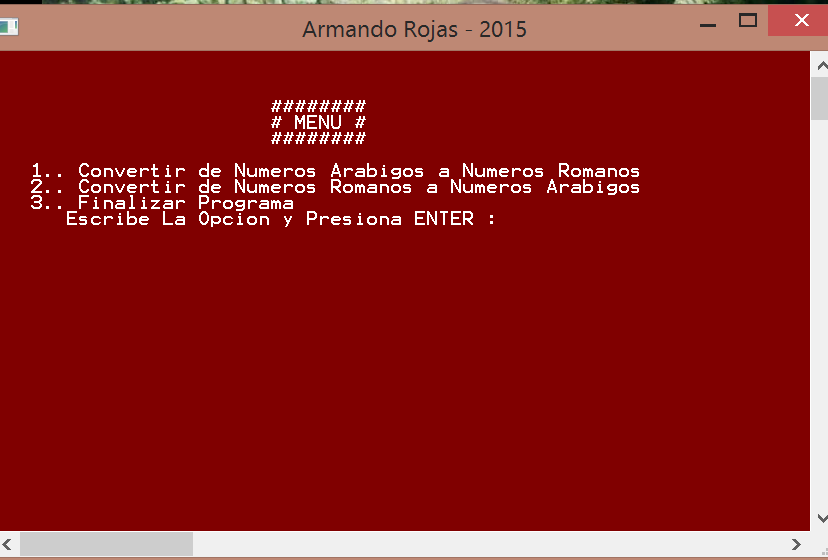 Armando Rojas - 2015
########
# MENU #
########
1.. Convertir de Numeros Arabigos a Numeros Romanos
2.. Convertir de Numeros Romanos a Numeros Arabigos
3.. Finalizar Programa
Escribe La Opcion y Presiona ENTER :